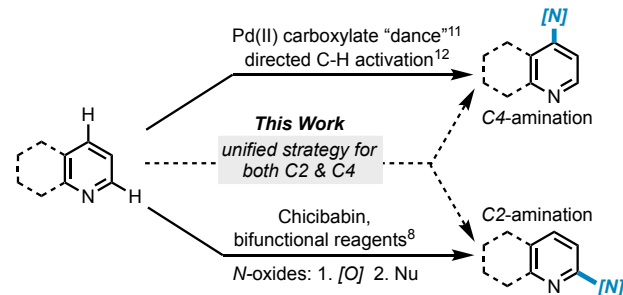 [N]
Pd(II) carboxylate “dance”11
directed C-H activation12
N
C4-amination
H
This Work
unified strategy for
both C2 & C4
N
H
C2-amination
Chicibabin,
bifunctional reagents8
N-oxides: 1. [O] 2. Nu
N
[N]